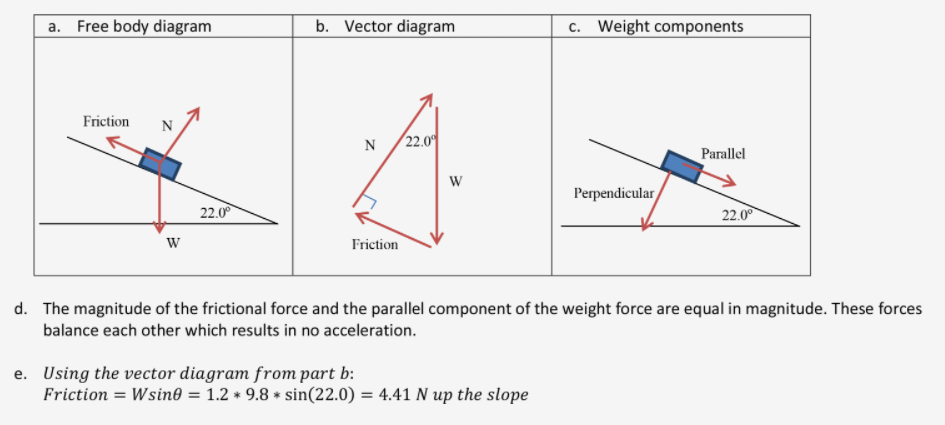 a. Free body diagram
b. Vector diagram
c. Weight components
Friction
N
22.0⁰
W
N
22.0⁰
W
Friction
Parallel
Perpendicular
22.0⁰
d. The magnitude of the frictional force and the parallel component of the weight force are equal in magnitude. These forces
balance each other which results in no acceleration.
e. Using the vector diagram from part b:
Friction = Wsinθ = 1.2 * 9.8 * sin(22.0) = 4.41 N up the slope